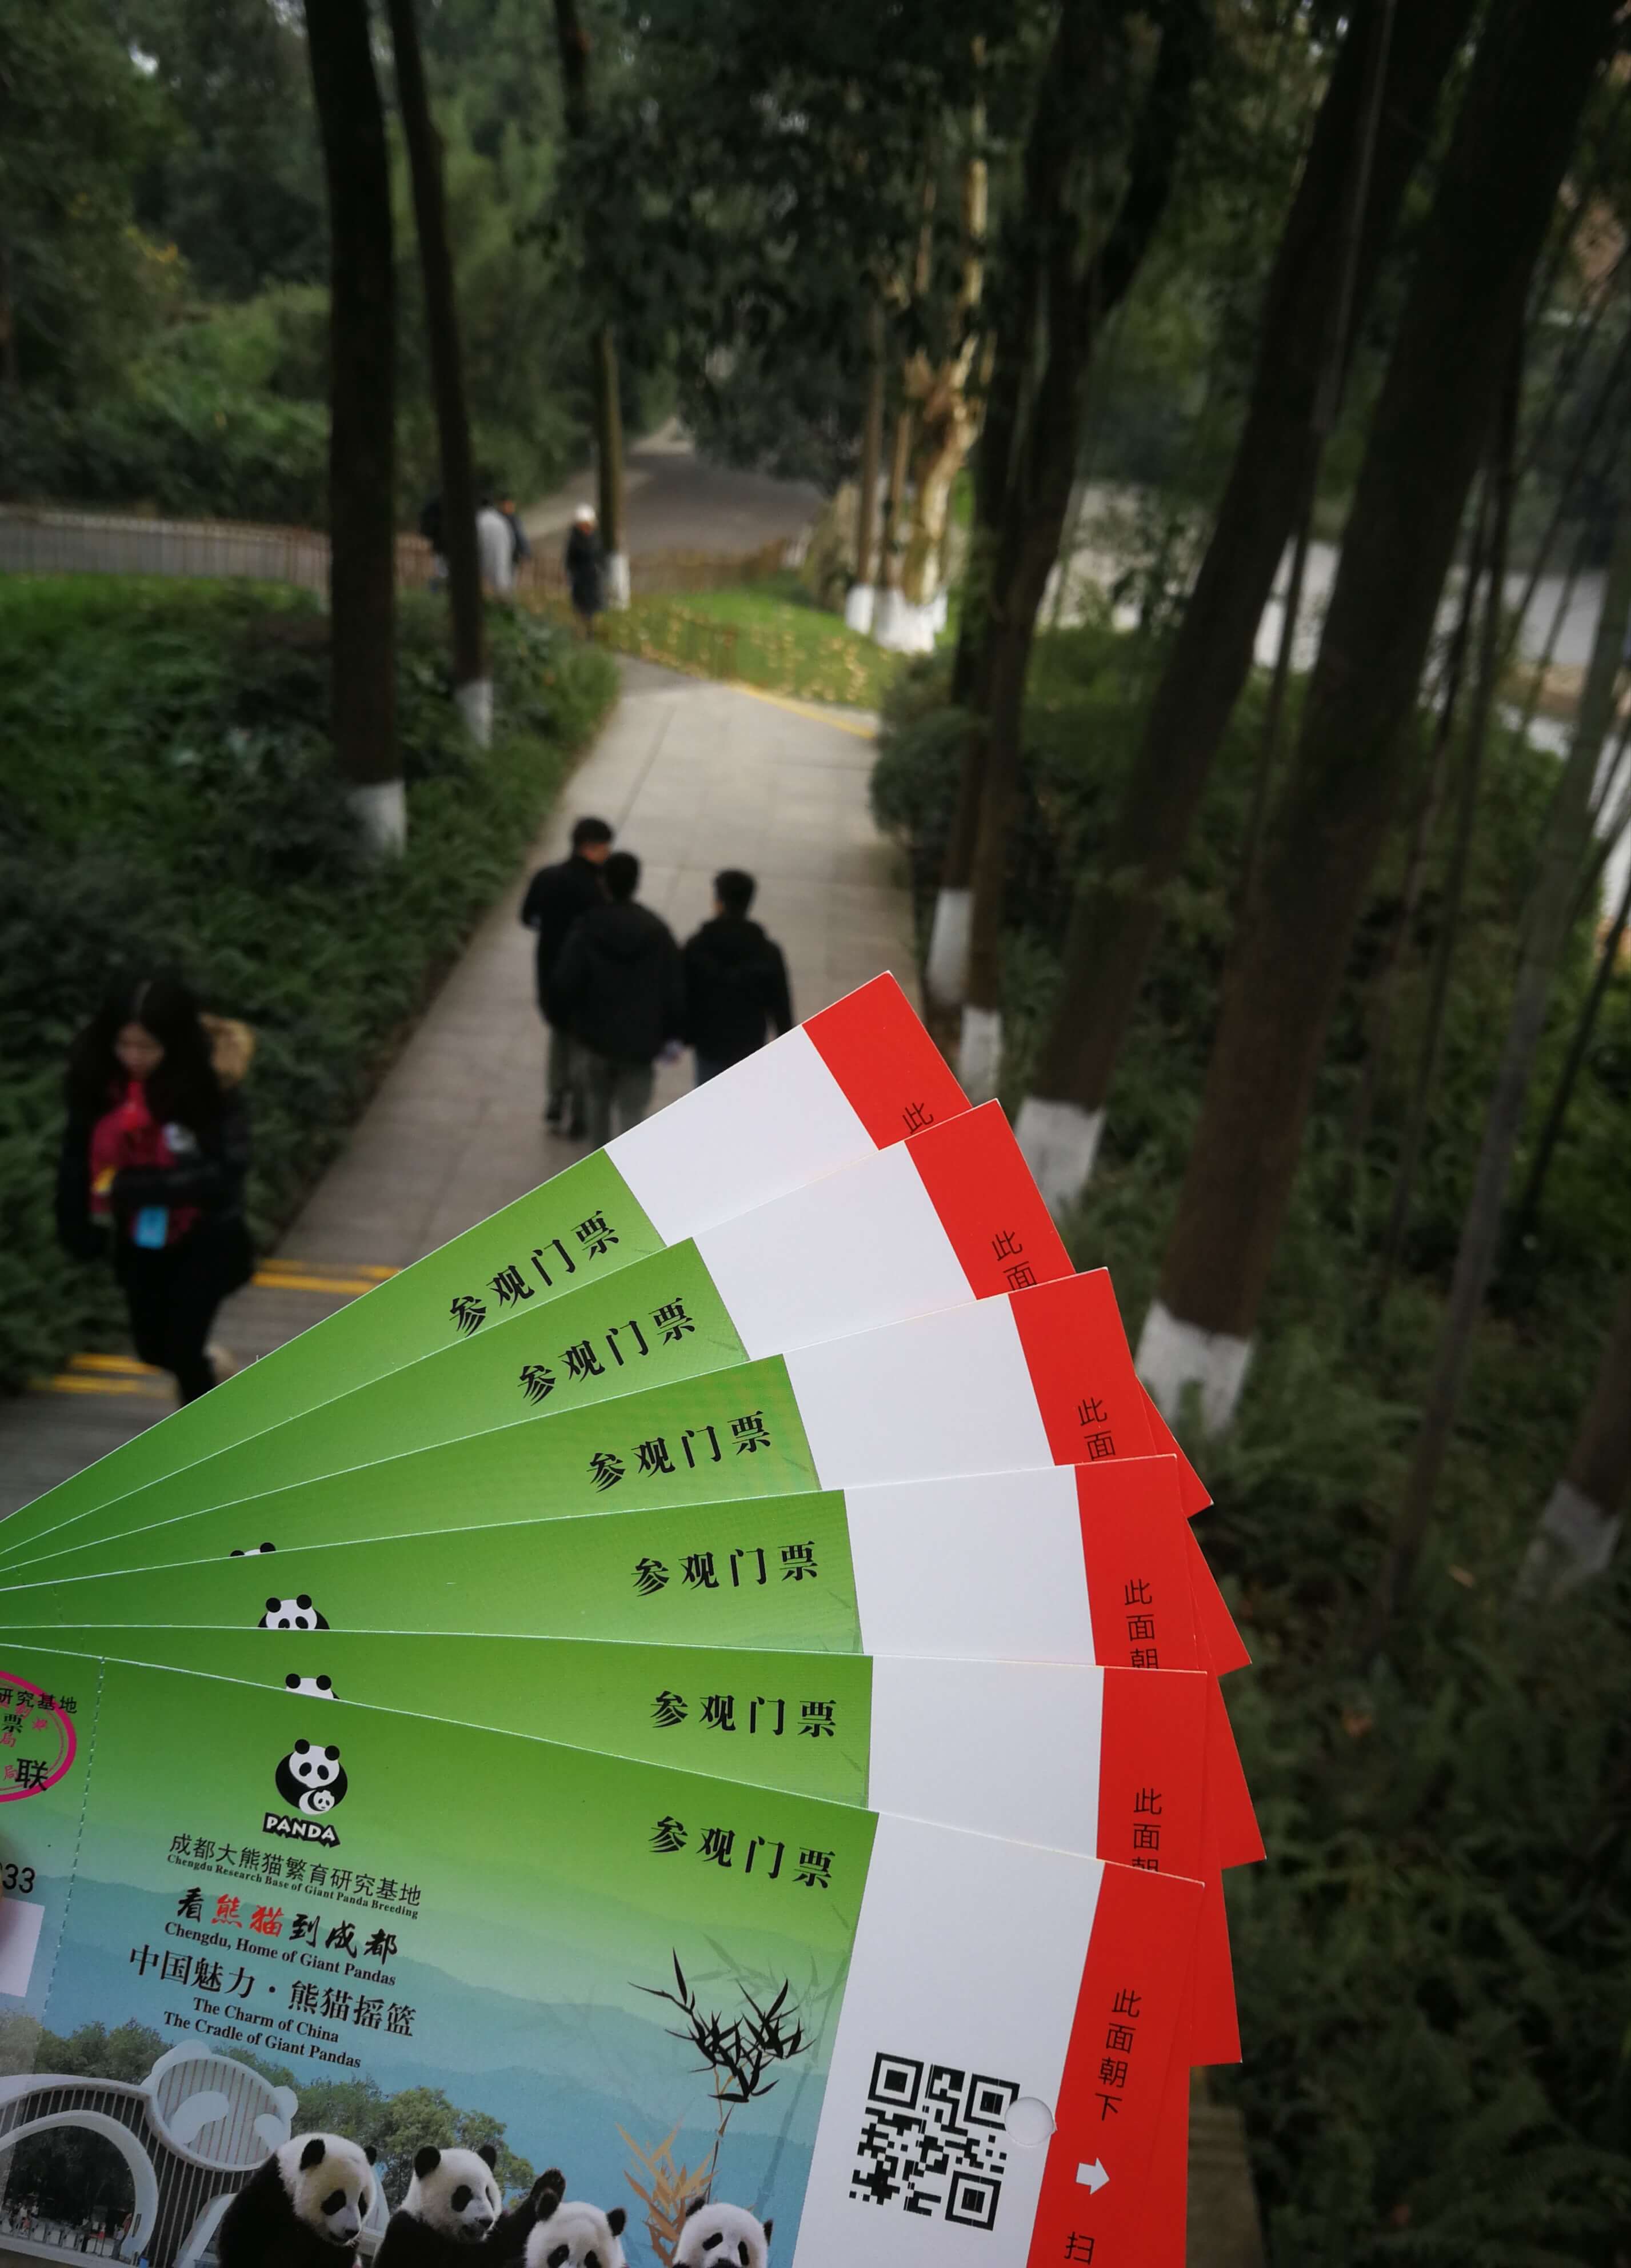 此
参观门票
此面
参观门票
此面
参观门票
此面朝
参观门票
此面朝
参观门票
研究基地
票
联
33
PANDA
成都大熊猫繁育研究基地
Chengdu Research Base of Giant Panda Breeding
看熊猫到成都
Chengdu, Home of Giant Pandas
中国魅力·熊猫摇篮
The Charm of China
The Cradle of Giant Pandas
参观门票
此面朝下
扫